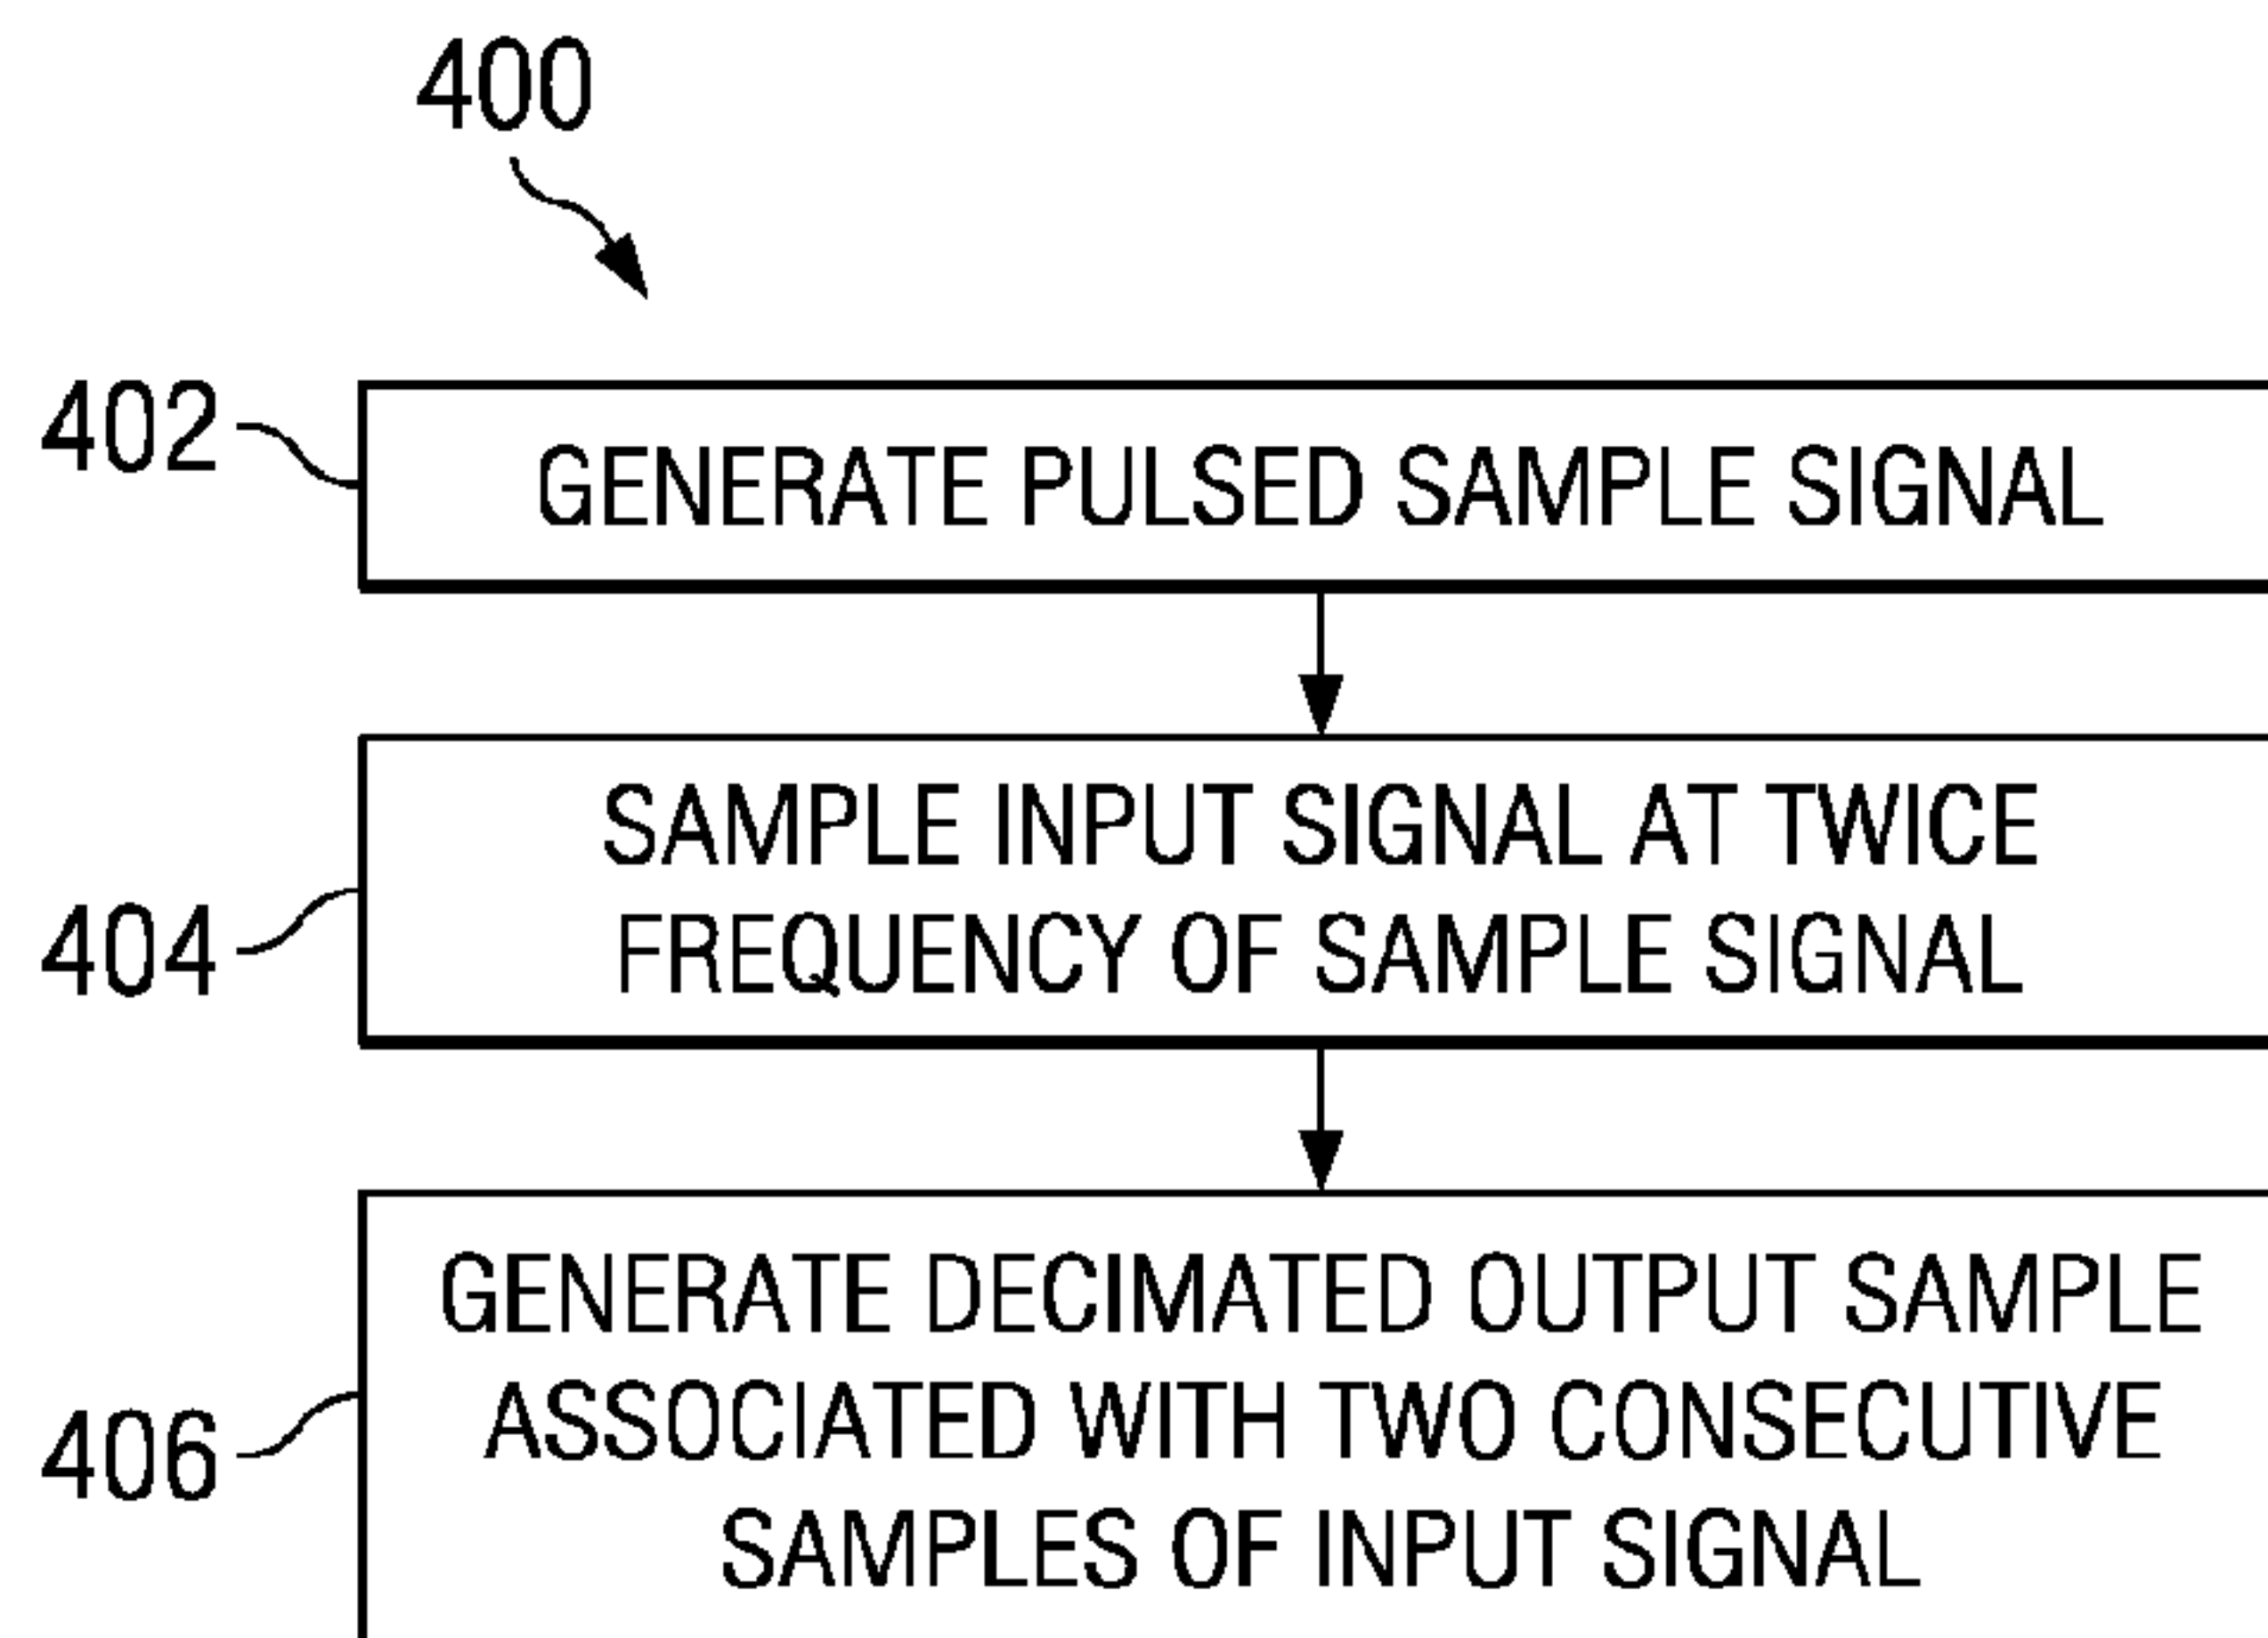 400
402
GENERATE PULSED SAMPLE SIGNAL
404
SAMPLE INPUT SIGNAL AT TWICE
FREQUENCY OF SAMPLE SIGNAL
406
GENERATE DECIMATED OUTPUT SAMPLE
ASSOCIATED WITH TWO CONSECUTIVE
SAMPLES OF INPUT SIGNAL